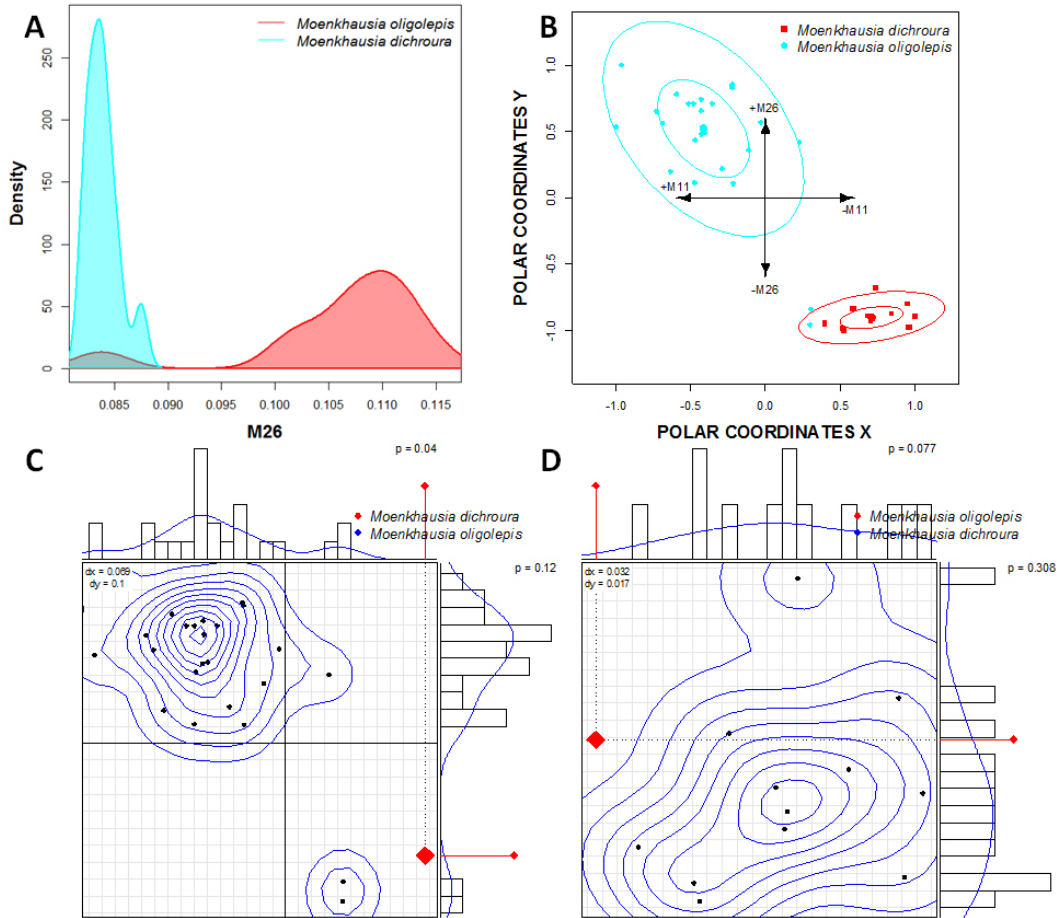 A
Moenkhausia oligolepis
Moenkhausia dichroura
Density
0
50
100
150
200
250
0.085
0.090
0.095
0.100
0.105
0.110
0.115
M26
B
Moenkhausia dichroura
Moenkhausia oligolepis
POLAR COORDINATES Y
1.0
0.5
0.0
-0.5
-1.0
+M26
+M11
-M11
-M26
-1.0
-0.5
0.0
0.5
1.0
POLAR COORDINATES X
C
p = 0.04
Moenkhausia dichroura
Moenkhausia oligolepis
dx = 0.069
dy = 0.1
p = 0.12
D
p = 0.077
Moenkhausia oligolepis
Moenkhausia dichroura
dx = 0.032
dy = 0.017
p = 0.308